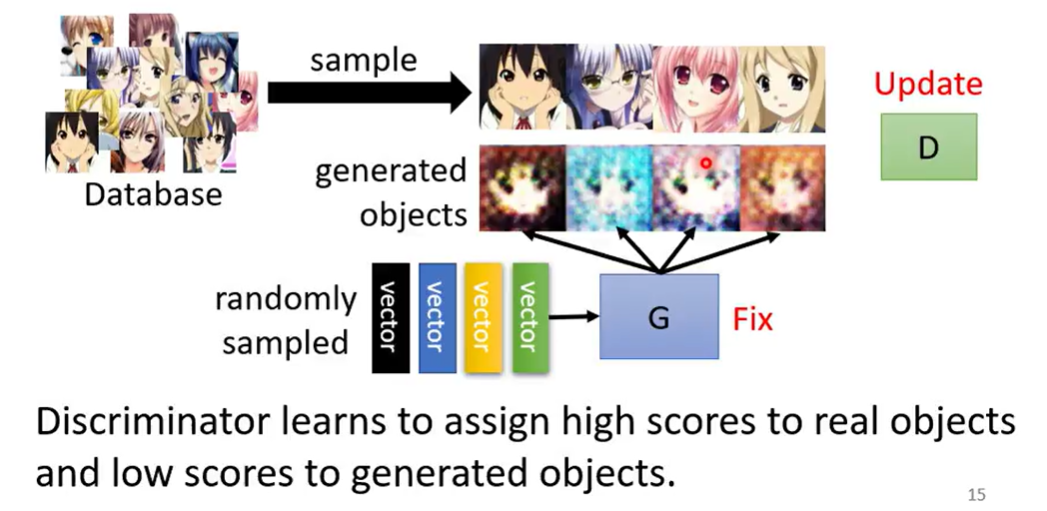 sample
Update
D
Database
generated
objects
randomly
sampled
vector
vector
vector
vector
G
Fix
Discriminator learns to assign high scores to real objects
and low scores to generated objects.
15